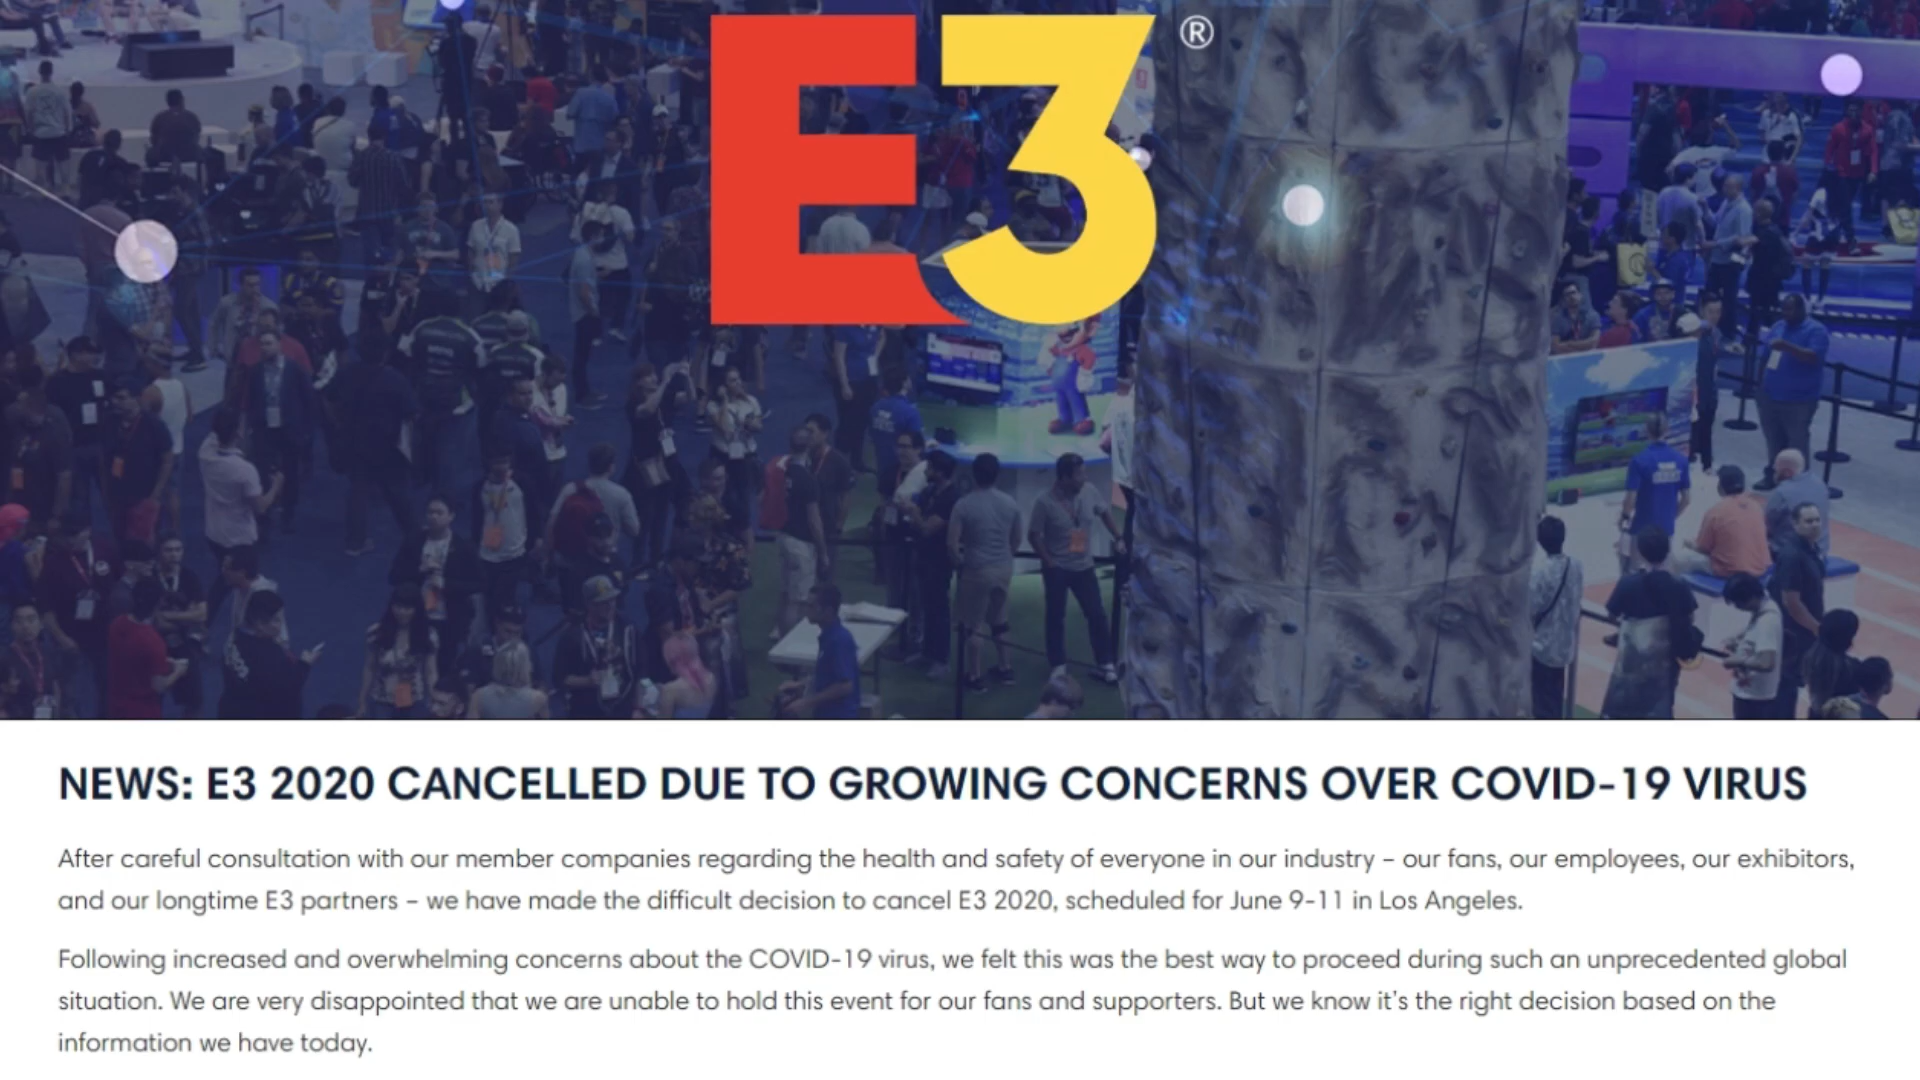 E3®
NEWS: E3 2020 CANCELLED DUE TO GROWING CONCERNS OVER COVID-19 VIRUS
After careful consultation with our member companies regarding the health and safety of everyone in our industry – our fans, our employees, our exhibitors,
and our longtime E3 partners – we have made the difficult decision to cancel E3 2020, scheduled for June 9-11 in Los Angeles.
Following increased and overwhelming concerns about the COVID-19 virus, we felt this was the best way to proceed during such an unprecedented global
situation. We are very disappointed that we are unable to hold this event for our fans and supporters. But we know it's the right decision based on the
information we have today.